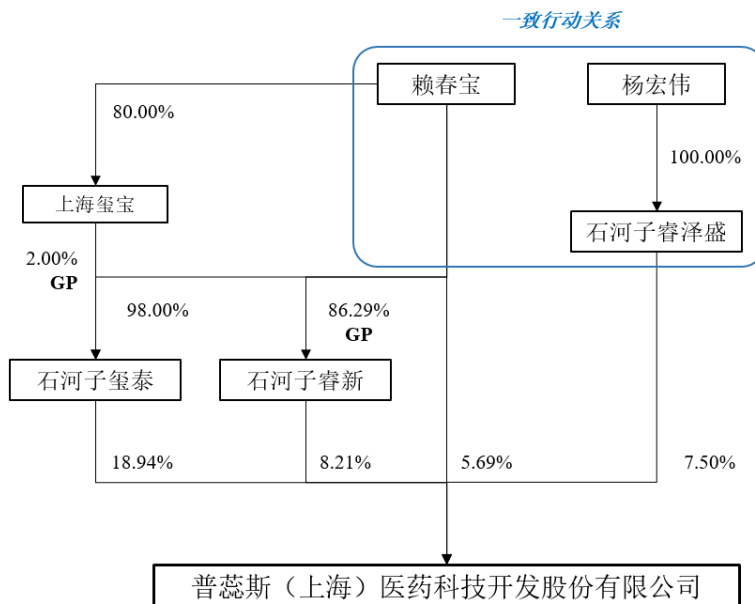 一致行动关系
赖春宝
杨宏伟
80.00%
100.00%
上海玺宝
石河子睿泽盛
2.00%
GP
98.00%
86.29%
GP
石河子玺泰
石河子睿新
18.94%
8.21%
5.69%
7.50%
普蕊斯（上海）医药科技开发股份有限公司